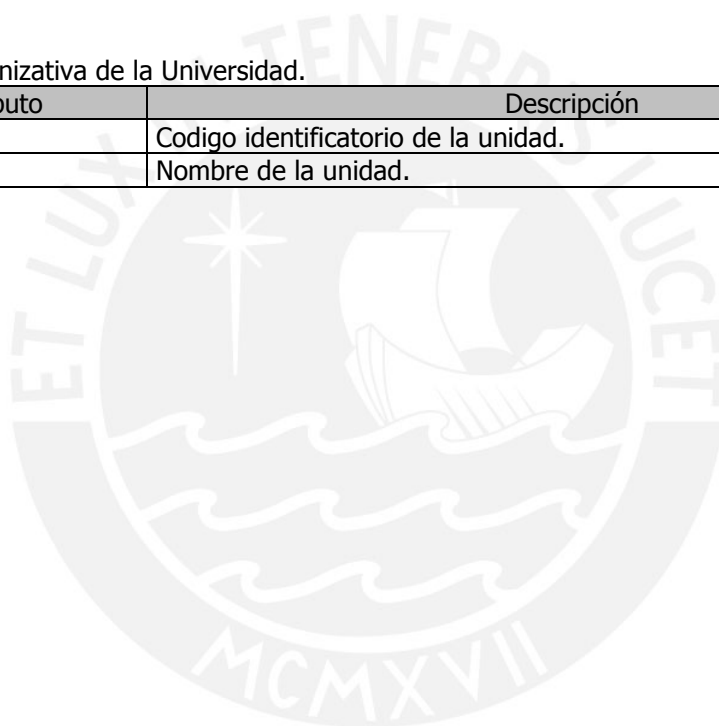 nizativa de la Universidad.
buto Descripción
Codigo identificatorio de la unidad.
Nombre de la unidad.
ET LUX IN TENEBRIS LUCET
MCMXVII